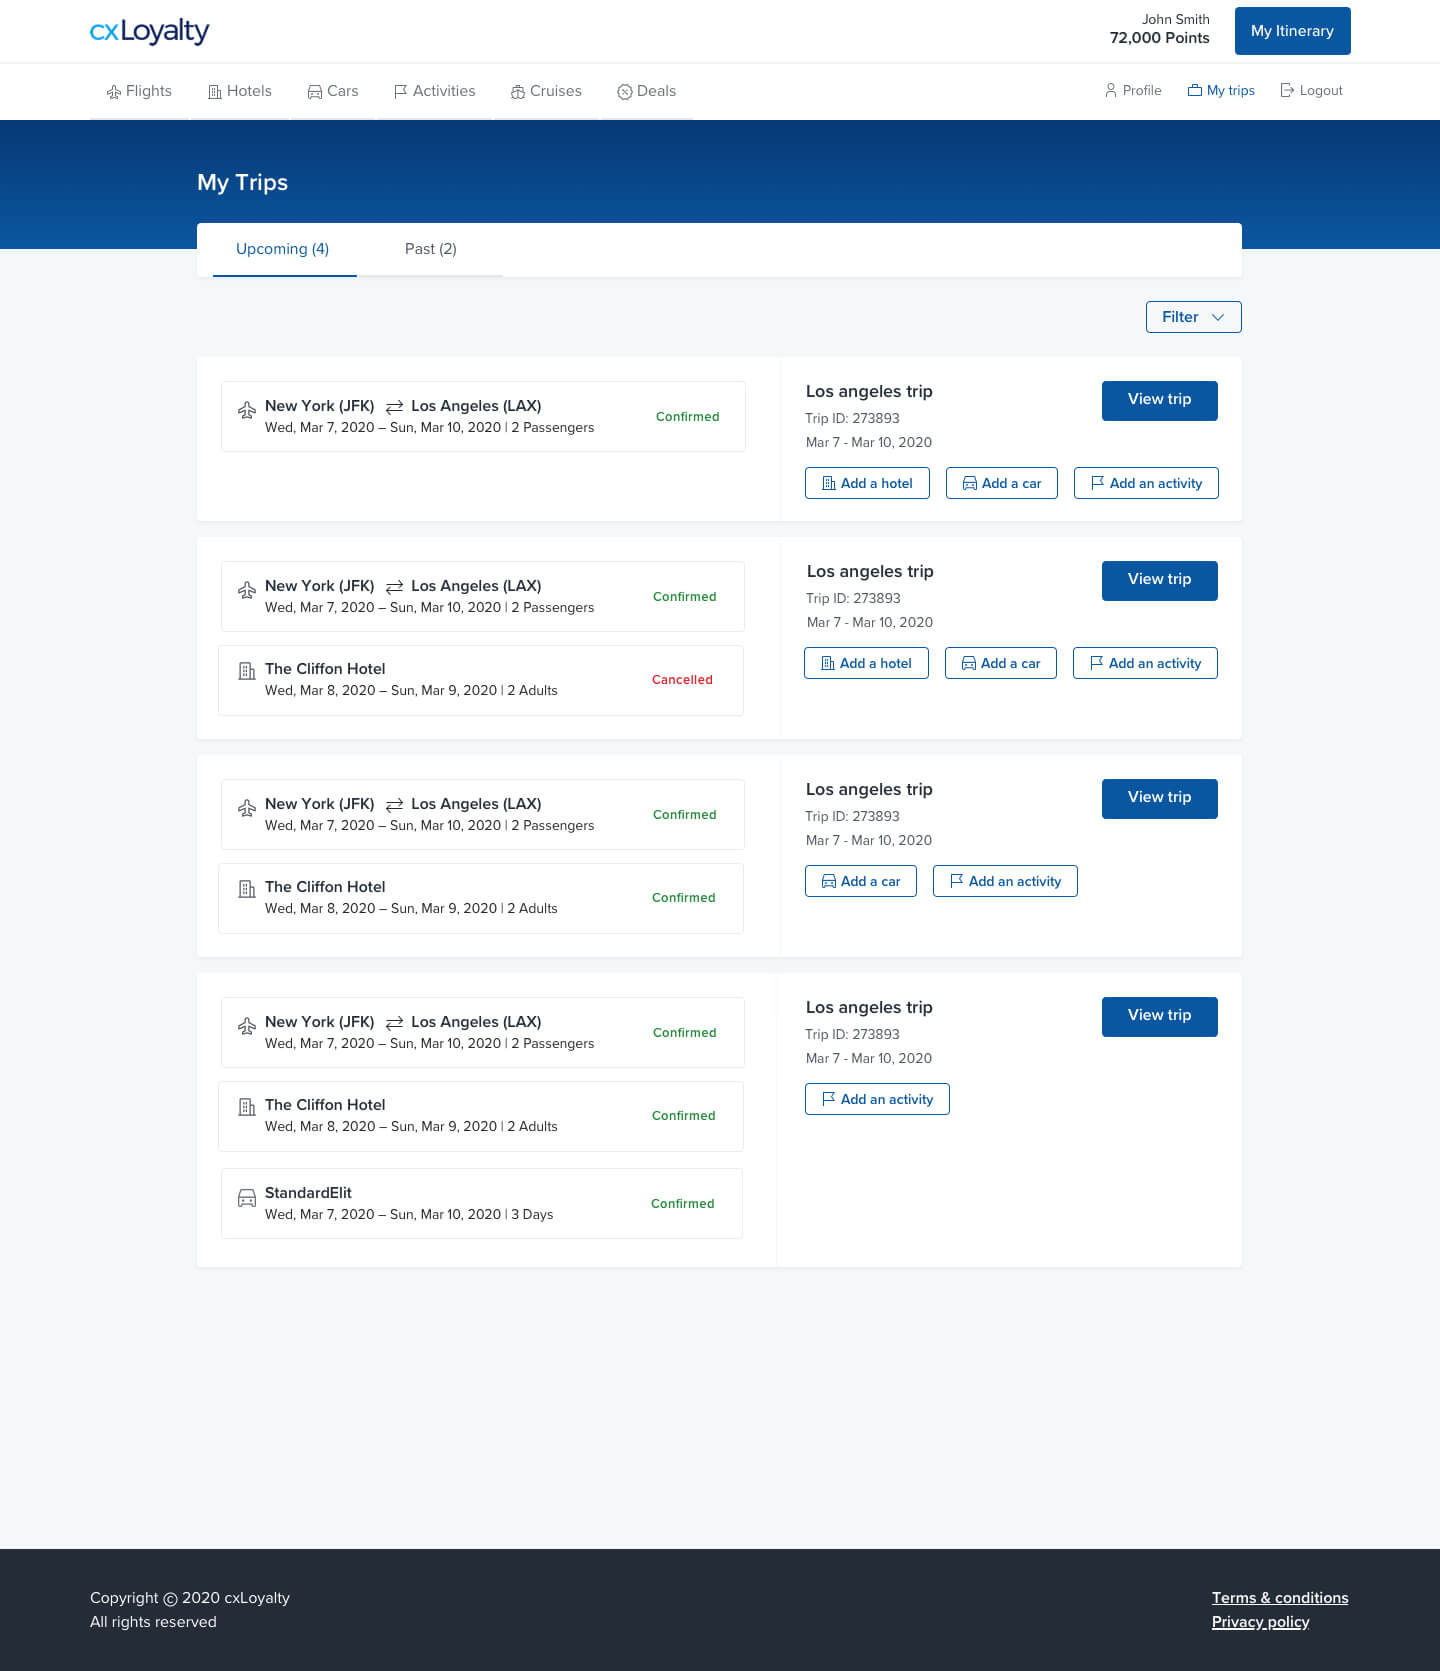 cxLoyalty
John Smith
72,000 Points
My Itinerary
Flights
Hotels
Cars
Activities
Cruises
Deals
Profile
My trips
Logout
My Trips
Upcoming (4)
Past (2)
Filter
New York (JFK) Los Angeles (LAX)
Wed, Mar 7, 2020 – Sun, Mar 10, 2020 | 2 Passengers
Confirmed
Los angeles trip
Trip ID: 273893
Mar 7 - Mar 10, 2020
View trip
Add a hotel
Add a car
Add an activity
New York (JFK) Los Angeles (LAX)
Wed, Mar 7, 2020 – Sun, Mar 10, 2020 | 2 Passengers
Confirmed
The Cliffon Hotel
Wed, Mar 8, 2020 – Sun, Mar 9, 2020 | 2 Adults
Cancelled
Los angeles trip
Trip ID: 273893
Mar 7 - Mar 10, 2020
View trip
Add a hotel
Add a car
Add an activity
New York (JFK) Los Angeles (LAX)
Wed, Mar 7, 2020 – Sun, Mar 10, 2020 | 2 Passengers
Confirmed
The Cliffon Hotel
Wed, Mar 8, 2020 – Sun, Mar 9, 2020 | 2 Adults
Confirmed
Los angeles trip
Trip ID: 273893
Mar 7 - Mar 10, 2020
View trip
Add a car
Add an activity
New York (JFK) Los Angeles (LAX)
Wed, Mar 7, 2020 – Sun, Mar 10, 2020 | 2 Passengers
Confirmed
The Cliffon Hotel
Wed, Mar 8, 2020 – Sun, Mar 9, 2020 | 2 Adults
Confirmed
StandardElit
Wed, Mar 7, 2020 – Sun, Mar 10, 2020 | 3 Days
Confirmed
Los angeles trip
Trip ID: 273893
Mar 7 - Mar 10, 2020
View trip
Add an activity
Copyright © 2020 cxLoyalty
All rights reserved
Terms & conditions
Privacy policy